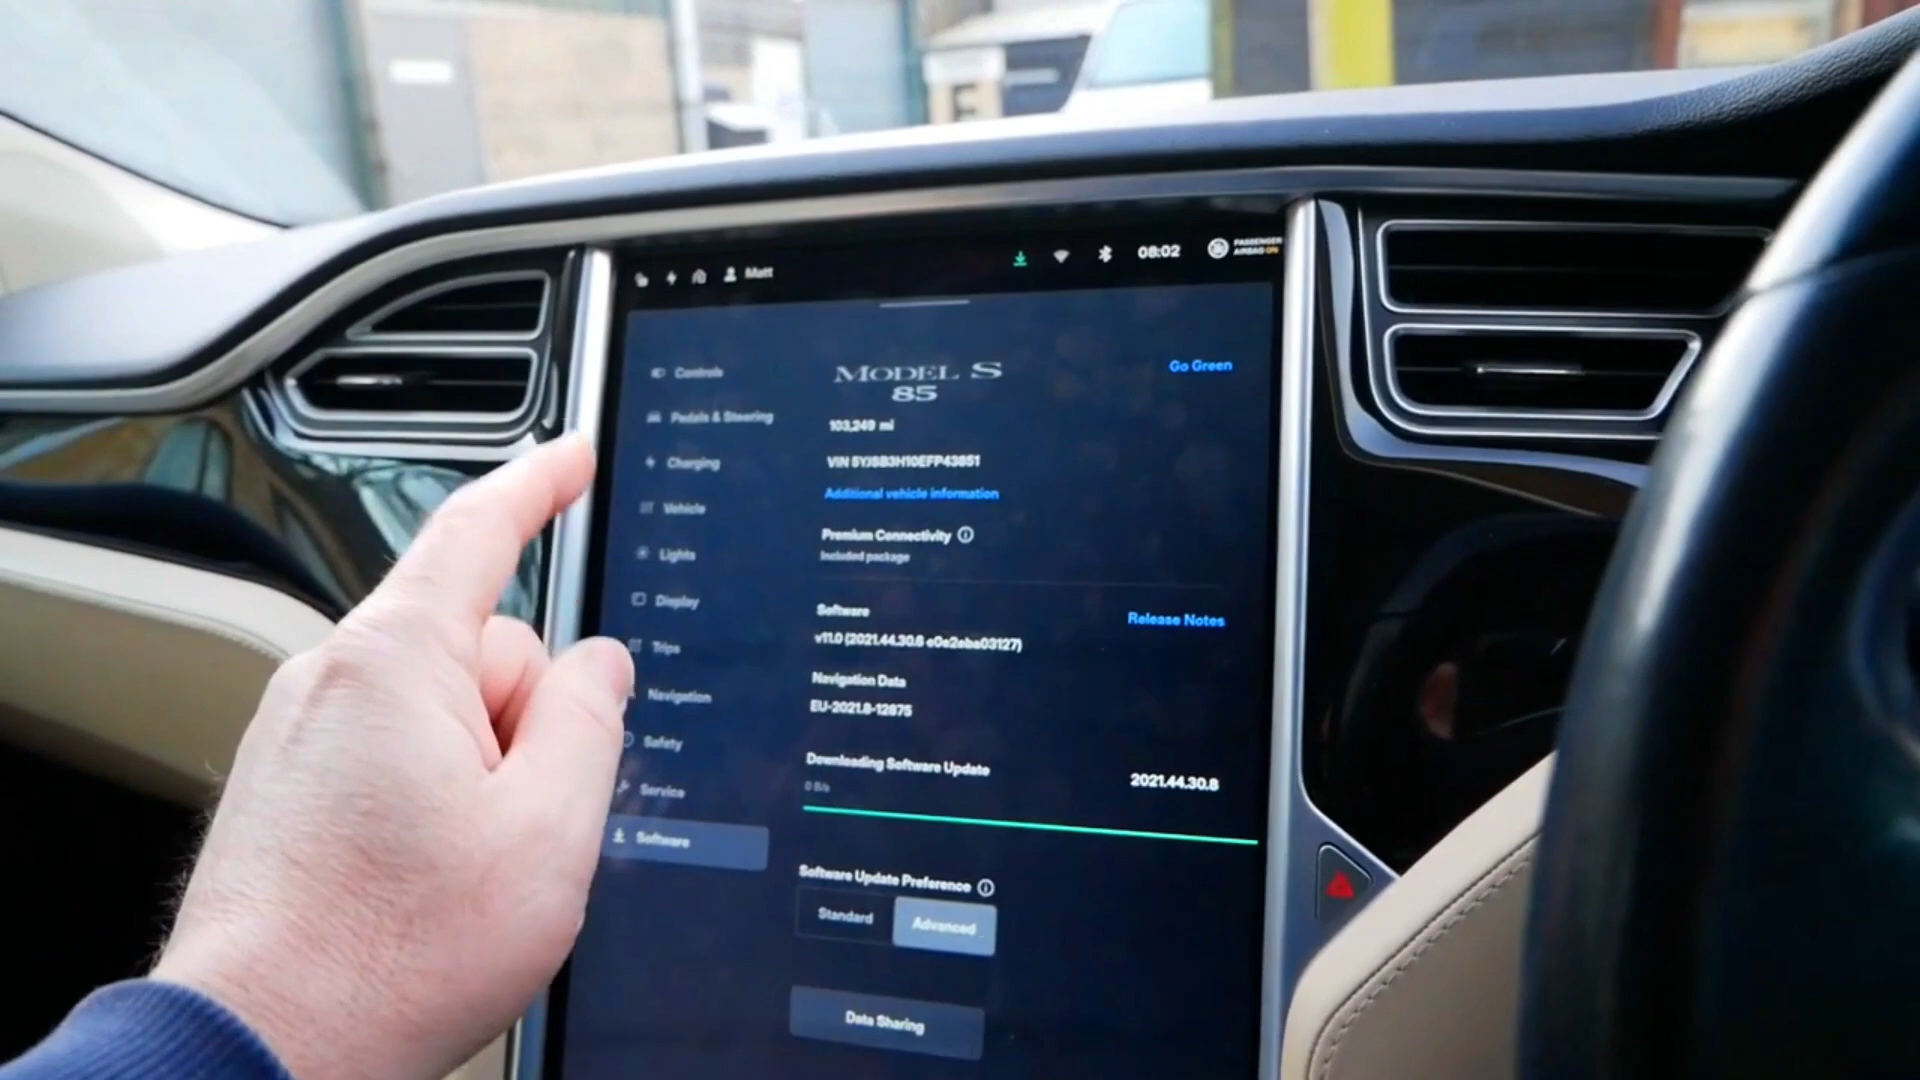 Matt
08:02
PASSENGER
AIRBAG ON
Controls
Pedals & Steering
Charging
Vehicle
Lights
Display
Trips
Navigation
Safety
Service
Software
MODEL S
85
Go Green
103,249 mi
VIN 5YJSB3H10EFP43851
Additional vehicle information
Premium Connectivity
Included package
Software
Release Notes
v11.0 (2021.44.30.6 e0e2eba03127)
Navigation Data
EU-2021.8-12875
Downloading Software Update
2021.44.30.8
0 B/s
Software Update Preference
Standard
Advanced
Data Sharing